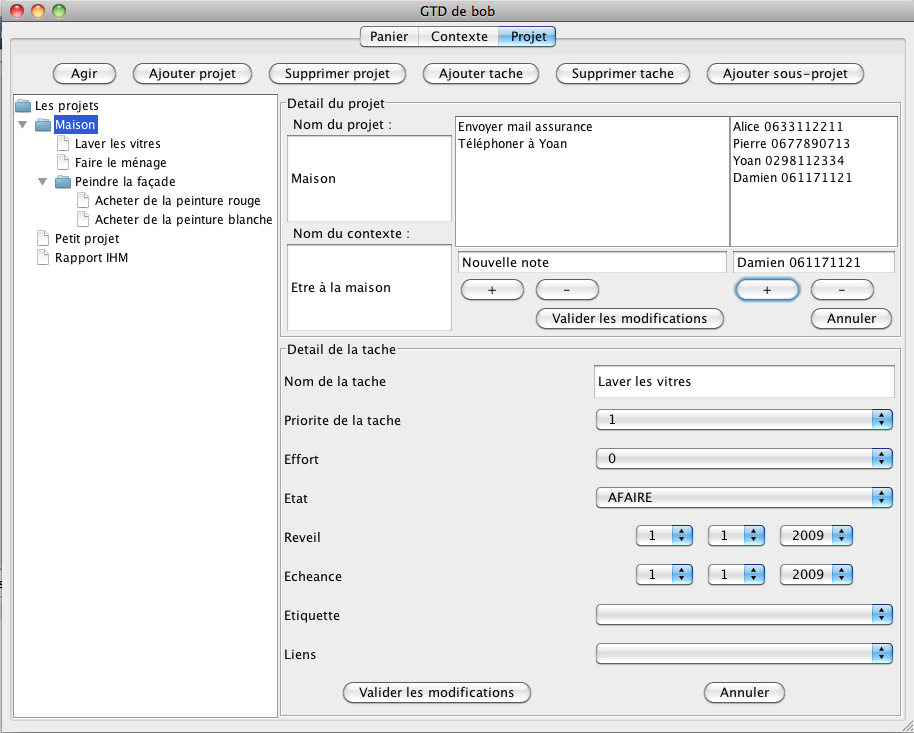 GTD de bob
Panier Contexte Projet
Agir Ajouter projet Supprimer projet Ajouter tache Supprimer tache Ajouter sous-projet
Les projets
Maison
Laver les vitres
Faire le ménage
Peindre la façade
Acheter de la peinture rouge
Acheter de la peinture blanche
Petit projet
Rapport IHM
Detail du projet
Nom du projet :
Maison
Nom du contexte :
Etre à la maison
Envoyer mail assurance
Téléphoner à Yoan
Nouvelle note
+ -
Alice 0633112211
Pierre 0677890713
Yoan 0298112334
Damien 061171121
Damien 061171121
+ -
Valider les modifications Annuler
Detail de la tache
Nom de la tache Laver les vitres
Priorite de la tache 1
Effort 0
Etat AFAIRE
Reveil 1 1 2009
Echeance 1 1 2009
Etiquette
Liens
Valider les modifications Annuler